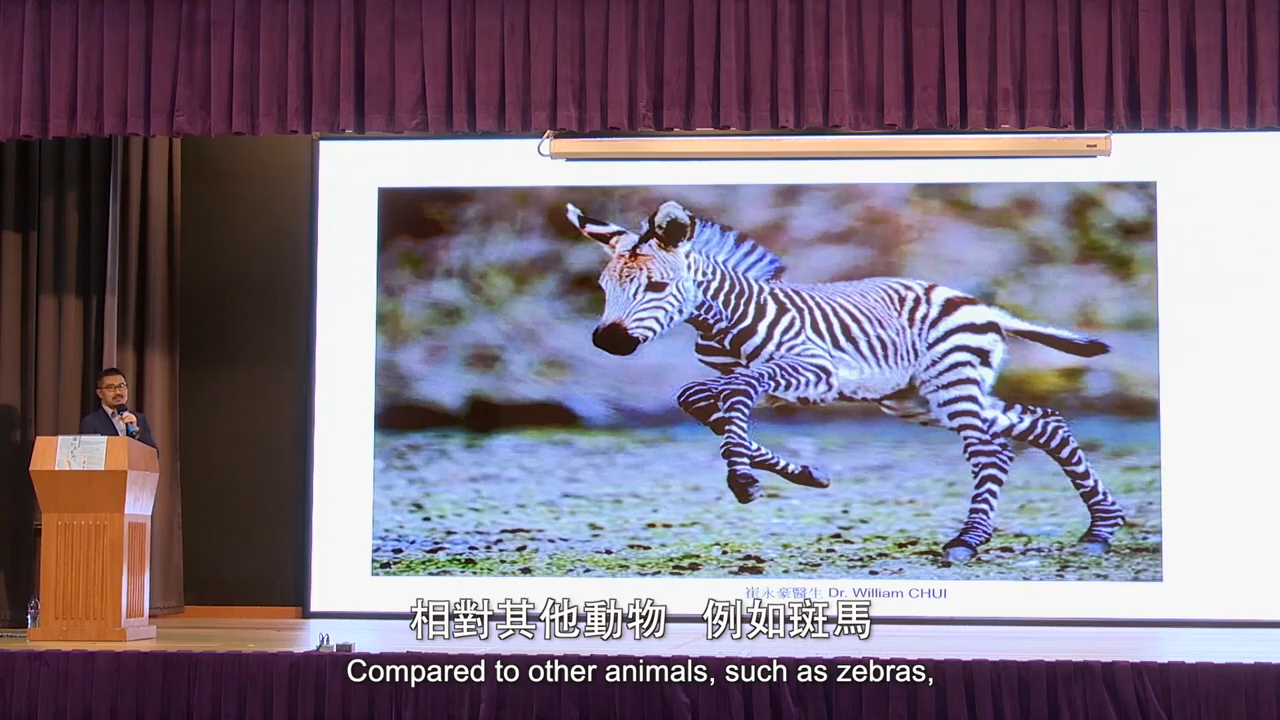 崔永豪醫生 Dr. William CHUI
相對其他動物 例如斑馬
Compared to other animals, such as zebras,